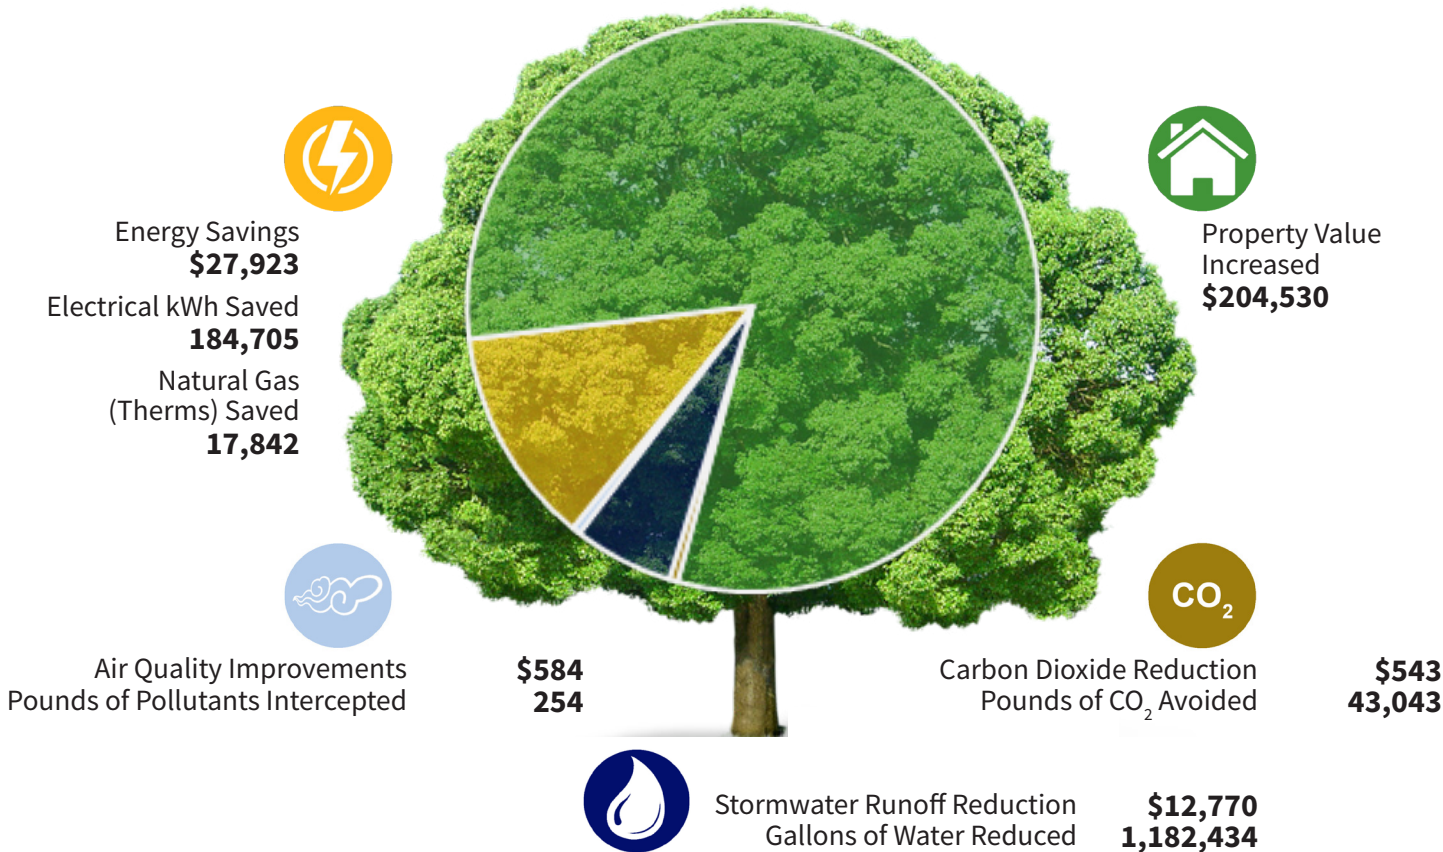 Energy Savings
$27,923
Electrical kWh Saved
184,705
Natural Gas
(Therms) Saved
17,842
Property Value
Increased
$204,530
Air Quality Improvements $584
Pounds of Pollutants Intercepted 254
CO2
Carbon Dioxide Reduction $543
Pounds of CO2 Avoided 43,043
Stormwater Runoff Reduction $12,770
Gallons of Water Reduced 1,182,434